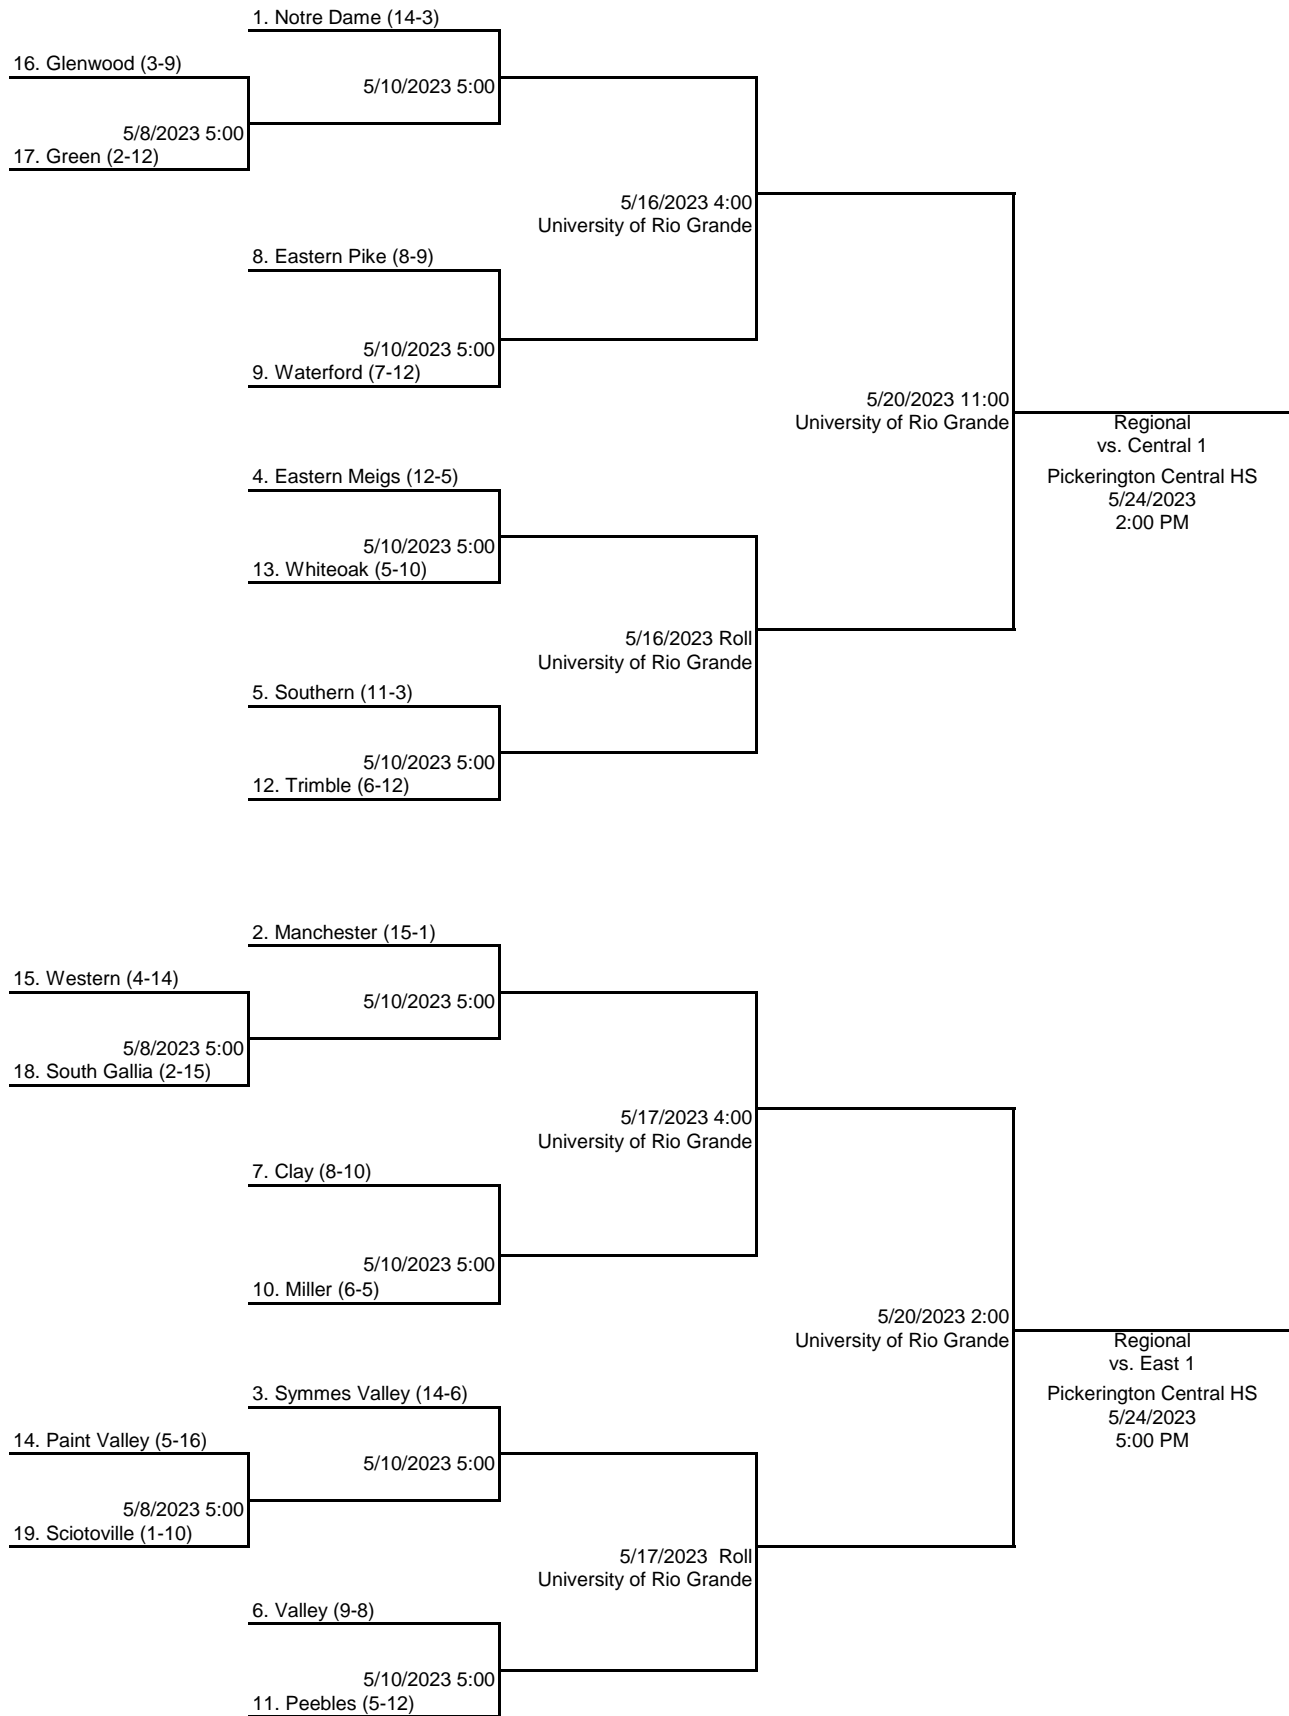 1. Notre Dame (14-3)
16. Glenwood (3-9)
5/10/2023 5:00
5/8/2023 5:00
17. Green (2-12)
5/16/2023 4:00
University of Rio Grande
8. Eastern Pike (8-9)
5/10/2023 5:00
9. Waterford (7-12)
5/20/2023 11:00
University of Rio Grande
Regional
vs. Central 1
Pickerington Central HS
5/24/2023
2:00 PM
4. Eastern Meigs (12-5)
5/10/2023 5:00
13. Whiteoak (5-10)
5/16/2023 Roll
University of Rio Grande
5. Southern (11-3)
5/10/2023 5:00
12. Trimble (6-12)
2. Manchester (15-1)
15. Western (4-14)
5/10/2023 5:00
5/8/2023 5:00
18. South Gallia (2-15)
5/17/2023 4:00
University of Rio Grande
7. Clay (8-10)
5/10/2023 5:00
10. Miller (6-5)
5/20/2023 2:00
University of Rio Grande
Regional
vs. East 1
Pickerington Central HS
5/24/2023
5:00 PM
3. Symmes Valley (14-6)
14. Paint Valley (5-16)
5/10/2023 5:00
5/8/2023 5:00
19. Sciotoville (1-10)
5/17/2023  Roll
University of Rio Grande
6. Valley (9-8)
5/10/2023 5:00
11. Peebles (5-12)